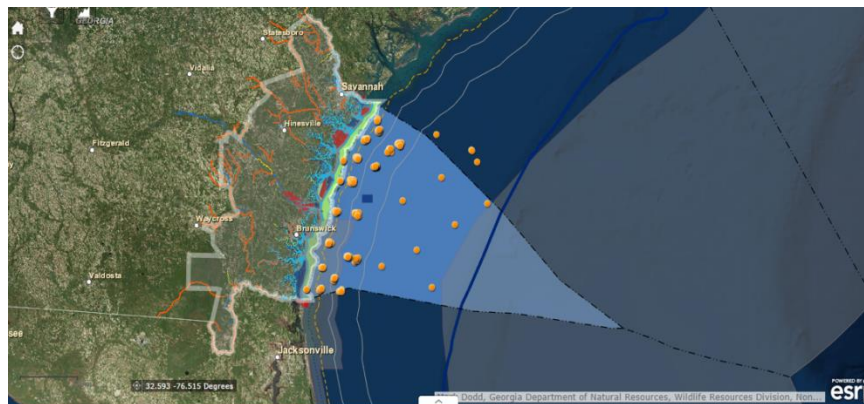 GEORGIA
Statesboro
Vidalia
Savannah
Hinesville
Fitzgerald
Waycross
Brunswick
Valdosta
see
Jacksonville
32.593 -76.515 Degrees
POWERED BY
esri
Dodd, Georgia Department of Natural Resources, Wildlife Resources Division, Non...